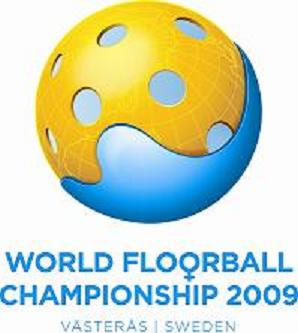 WORLD FLOORBALL
CHAMPIONSHIP 2009
VÄSTERÅS | SWEDEN